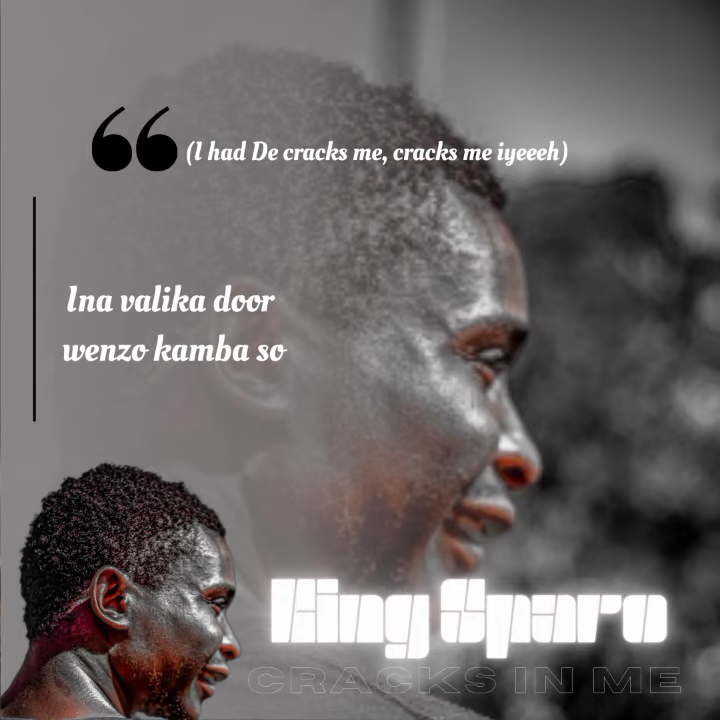 (I had De cracks me, cracks me iyeeeh)
Ina valika door
wenzo kamba so
King Sparo
CRACKS IN ME